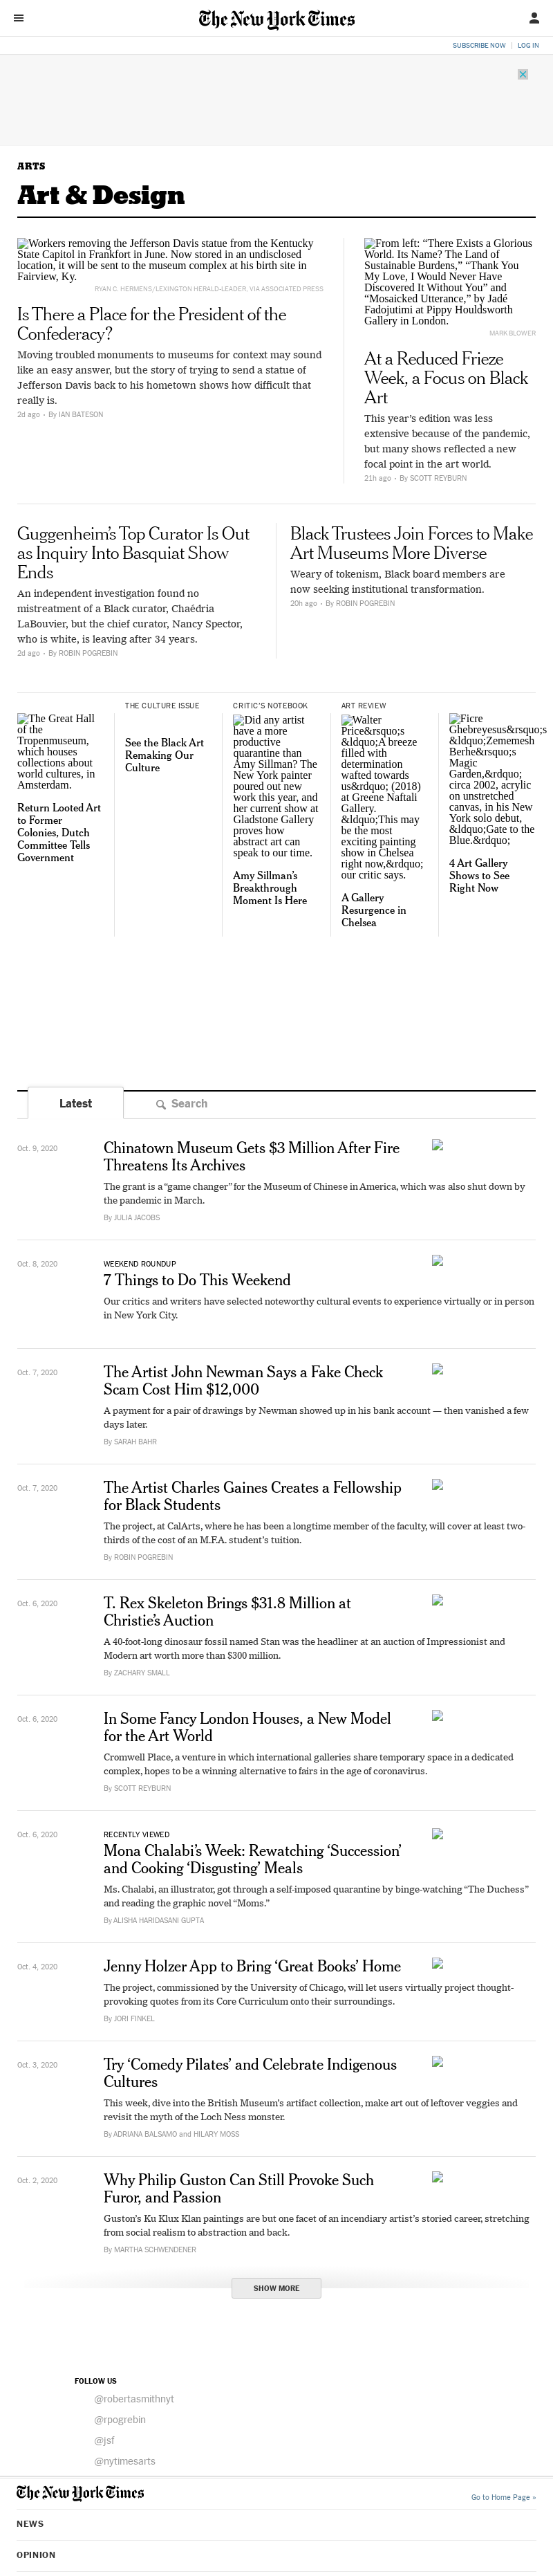 The New York Times
SUBSCRIBE NOW | LOG IN
ARTS
Art & Design
Workers removing the Jefferson Davis statue from the Kentucky
State Capitol in Frankfort in June. Now stored in an undisclosed
location, it will be sent to the museum complex at his birth site in
Fairview, Ky.
RYAN C. HERMENS/LEXINGTON HERALD-LEADER, VIA ASSOCIATED PRESS
Is There a Place for the President of the
Confederacy?
Moving troubled monuments to museums for context may sound
like an easy answer, but the story of trying to send a statue of
Jefferson Davis back to his hometown shows how difficult that
really is.
2d ago • By IAN BATESON
From left: “There Exists a Glorious
World. Its Name? The Land of
Sustainable Burdens,” “Thank You
My Love, I Would Never Have
Discovered It Without You” and
“Mosaicked Utterance,” by Jadé
Fadojutimi at Pippy Houldsworth
Gallery in London.
MARK BLOWER
At a Reduced Frieze
Week, a Focus on Black
Art
This year’s edition was less
extensive because of the pandemic,
but many shows reflected a new
focal point in the art world.
21h ago • By SCOTT REYBURN
Guggenheim’s Top Curator Is Out
as Inquiry Into Basquiat Show
Ends
An independent investigation found no
mistreatment of a Black curator, Chaédria
LaBouvier, but the chief curator, Nancy Spector,
who is white, is leaving after 34 years.
2d ago • By ROBIN POGREBIN
Black Trustees Join Forces to Make
Art Museums More Diverse
Weary of tokenism, Black board members are
now seeking institutional transformation.
20h ago • By ROBIN POGREBIN
The Great Hall
of the
Tropenmuseum,
which houses
collections about
world cultures, in
Amsterdam.
Return Looted Art
to Former
Colonies, Dutch
Committee Tells
Government
THE CULTURE ISSUE
See the Black Art
Remaking Our
Culture
CRITIC’S NOTEBOOK
Did any artist
have a more
productive
quarantine than
Amy Sillman? The
New York painter
poured out new
work this year, and
her current show at
Gladstone Gallery
proves how
abstract art can
speak to our time.
Amy Sillman’s
Breakthrough
Moment Is Here
ART REVIEW
Walter
Price&rsquo;s
&ldquo;A breeze
filled with
determination
wafted towards
us&rdquo; (2018)
at Greene Naftali
Gallery.
&ldquo;This may
be the most
exciting painting
show in Chelsea
right now,&rdquo;
our critic says.
A Gallery
Resurgence in
Chelsea
Ficre
Ghebreyesus&rsquo;s
&ldquo;Zememesh
Berhe&rsquo;s
Magic
Garden,&rdquo;
circa 2002, acrylic
on unstretched
canvas, in his New
York solo debut,
&ldquo;Gate to the
Blue.&rdquo;
4 Art Gallery
Shows to See
Right Now
Latest
Search
Oct. 9, 2020
Chinatown Museum Gets $3 Million After Fire
Threatens Its Archives
The grant is a “game changer” for the Museum of Chinese in America, which was also shut down by
the pandemic in March.
By JULIA JACOBS
Oct. 8, 2020
WEEKEND ROUNDUP
7 Things to Do This Weekend
Our critics and writers have selected noteworthy cultural events to experience virtually or in person
in New York City.
Oct. 7, 2020
The Artist John Newman Says a Fake Check
Scam Cost Him $12,000
A payment for a pair of drawings by Newman showed up in his bank account — then vanished a few
days later.
By SARAH BAHR
Oct. 7, 2020
The Artist Charles Gaines Creates a Fellowship
for Black Students
The project, at CalArts, where he has been a longtime member of the faculty, will cover at least two-
thirds of the cost of an M.F.A. student’s tuition.
By ROBIN POGREBIN
Oct. 6, 2020
T. Rex Skeleton Brings $31.8 Million at
Christie’s Auction
A 40-foot-long dinosaur fossil named Stan was the headliner at an auction of Impressionist and
Modern art worth more than $300 million.
By ZACHARY SMALL
Oct. 6, 2020
In Some Fancy London Houses, a New Model
for the Art World
Cromwell Place, a venture in which international galleries share temporary space in a dedicated
complex, hopes to be a winning alternative to fairs in the age of coronavirus.
By SCOTT REYBURN
Oct. 6, 2020
RECENTLY VIEWED
Mona Chalabi’s Week: Rewatching ‘Succession’
and Cooking ‘Disgusting’ Meals
Ms. Chalabi, an illustrator, got through a self-imposed quarantine by binge-watching “The Duchess”
and reading the graphic novel “Moms.”
By ALISHA HARIDASANI GUPTA
Oct. 4, 2020
Jenny Holzer App to Bring ‘Great Books’ Home
The project, commissioned by the University of Chicago, will let users virtually project thought-
provoking quotes from its Core Curriculum onto their surroundings.
By JORI FINKEL
Oct. 3, 2020
Try ‘Comedy Pilates’ and Celebrate Indigenous
Cultures
This week, dive into the British Museum’s artifact collection, make art out of leftover veggies and
revisit the myth of the Loch Ness monster.
By ADRIANA BALSAMO and HILARY MOSS
Oct. 2, 2020
Why Philip Guston Can Still Provoke Such
Furor, and Passion
Guston’s Ku Klux Klan paintings are but one facet of an incendiary artist’s storied career, stretching
from social realism to abstraction and back.
By MARTHA SCHWENDENER
SHOW MORE
FOLLOW US
@robertasmithnyt
@rpogrebin
@jsf
@nytimesarts
The New York Times
Go to Home Page »
NEWS
OPINION